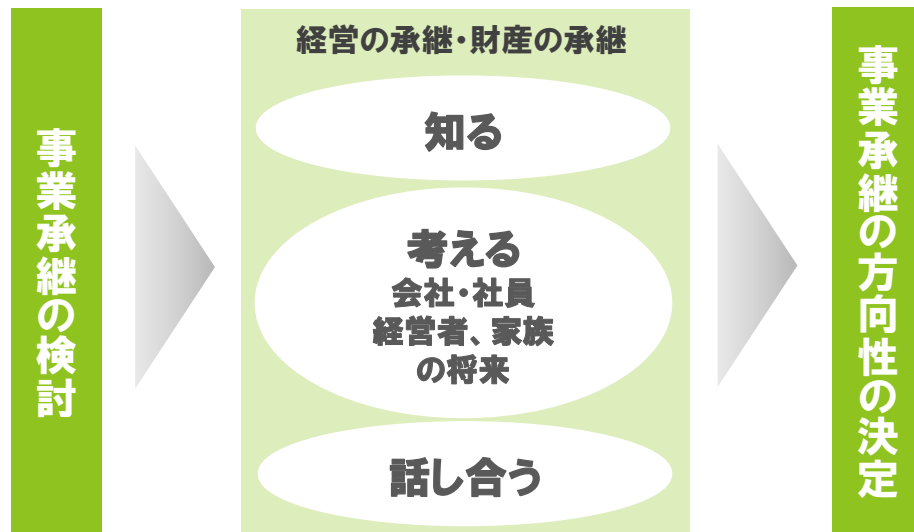 事業承継の検討
経営の承継・財産の承継
知る
考える
会社・社員
経営者、家族
の将来
話し合う
事業承継の方向性の決定